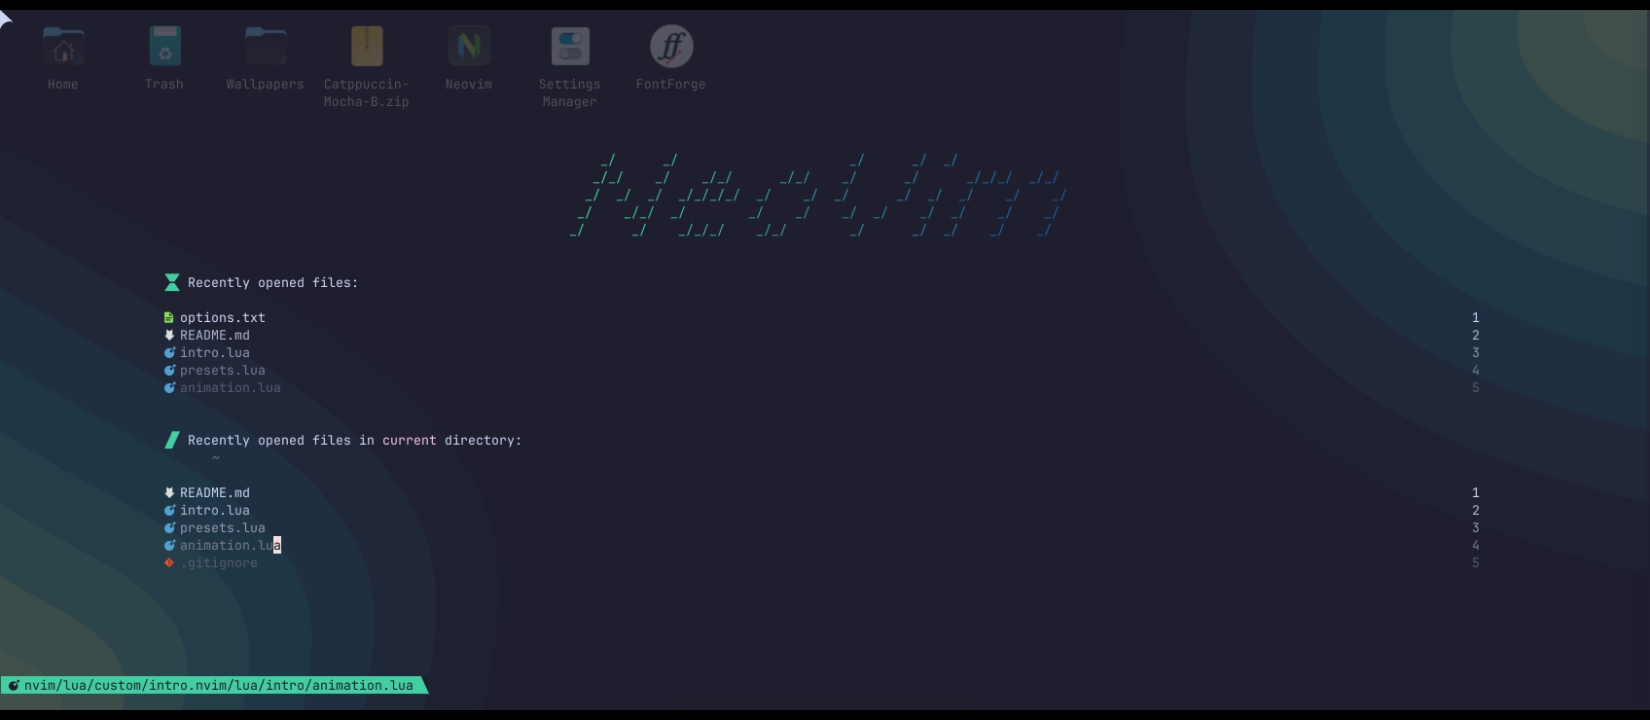 Home Trash Wallpapers Catppuccin- Neovim Settings FontForge
Mocha-B.zip Manager
NeoVim
Recently opened files:
options.txt 1
README.md 2
intro.lua 3
presets.lua 4
animation.lua 5
Recently opened files in current directory:
~
README.md 1
intro.lua 2
presets.lua 3
animation.lua 4
.gitignore 5
nvim/lua/custom/intro.nvim/lua/intro/animation.lua